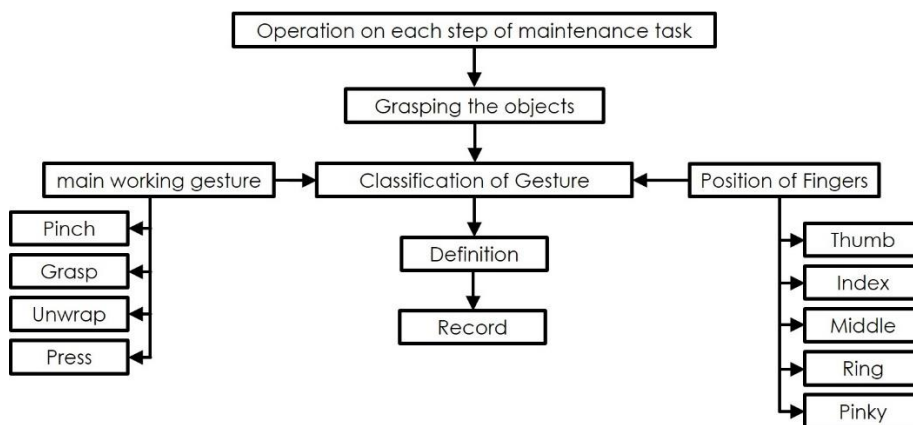 Operation on each step of maintenance task
Grasping the objects
main working gesture
Classification of Gesture
Position of Fingers
Pinch
Grasp
Unwrap
Press
Definition
Record
Thumb
Index
Middle
Ring
Pinky